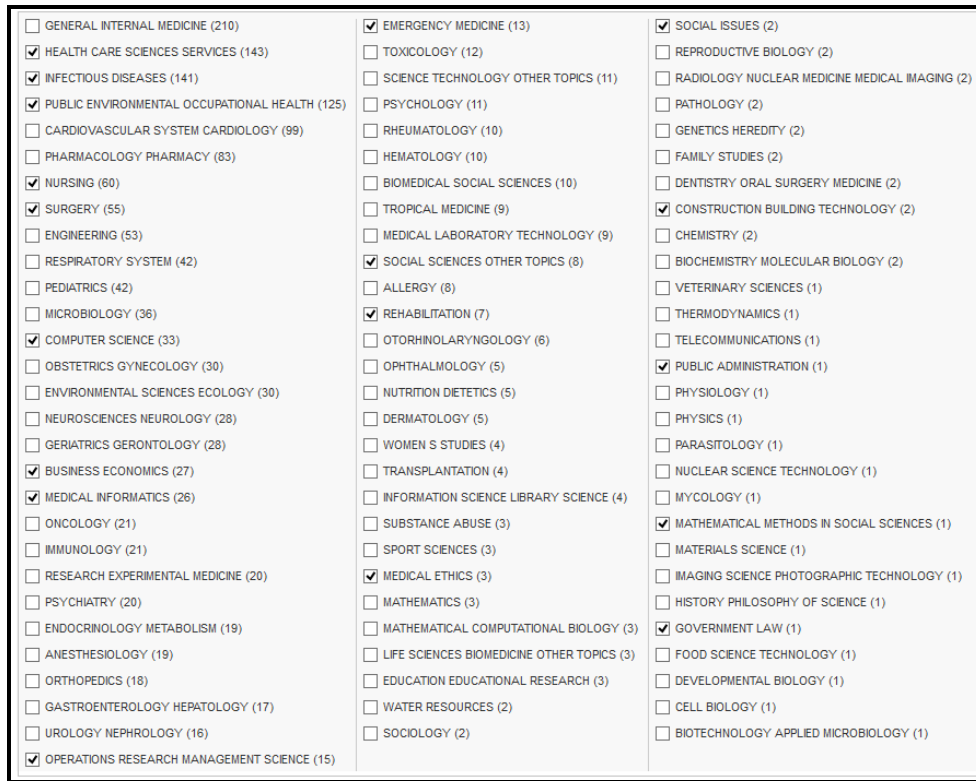 GENERAL INTERNAL MEDICINE (210)
HEALTH CARE SCIENCES SERVICES (143)
INFECTIOUS DISEASES (141)
PUBLIC ENVIRONMENTAL OCCUPATIONAL HEALTH (125)
CARDIOVASCULAR SYSTEM CARDIOLOGY (99)
PHARMACOLOGY PHARMACY (83)
NURSING (60)
SURGERY (55)
ENGINEERING (53)
RESPIRATORY SYSTEM (42)
PEDIATRICS (42)
MICROBIOLOGY (36)
COMPUTER SCIENCE (33)
OBSTETRICS GYNECOLOGY (30)
ENVIRONMENTAL SCIENCES ECOLOGY (30)
NEUROSCIENCES NEUROLOGY (28)
GERIATRICS GERONTOLOGY (28)
BUSINESS ECONOMICS (27)
MEDICAL INFORMATICS (26)
ONCOLOGY (21)
IMMUNOLOGY (21)
RESEARCH EXPERIMENTAL MEDICINE (20)
PSYCHIATRY (20)
ENDOCRINOLOGY METABOLISM (19)
ANESTHESIOLOGY (19)
ORTHOPEDICS (18)
GASTROENTEROLOGY HEPATOLOGY (17)
UROLOGY NEPHROLOGY (16)
OPERATIONS RESEARCH MANAGEMENT SCIENCE (15)
EMERGENCY MEDICINE (13)
TOXICOLOGY (12)
SCIENCE TECHNOLOGY OTHER TOPICS (11)
PSYCHOLOGY (11)
RHEUMATOLOGY (10)
HEMATOLOGY (10)
BIOMEDICAL SOCIAL SCIENCES (10)
TROPICAL MEDICINE (9)
MEDICAL LABORATORY TECHNOLOGY (9)
SOCIAL SCIENCES OTHER TOPICS (8)
ALLERGY (8)
REHABILITATION (7)
OTORHINOLARYNGOLOGY (6)
OPHTHALMOLOGY (5)
NUTRITION DIETETICS (5)
DERMATOLOGY (5)
WOMEN S STUDIES (4)
TRANSPLANTATION (4)
INFORMATION SCIENCE LIBRARY SCIENCE (4)
SUBSTANCE ABUSE (3)
SPORT SCIENCES (3)
MEDICAL ETHICS (3)
MATHEMATICS (3)
MATHEMATICAL COMPUTATIONAL BIOLOGY (3)
LIFE SCIENCES BIOMEDICINE OTHER TOPICS (3)
EDUCATION EDUCATIONAL RESEARCH (3)
WATER RESOURCES (2)
SOCIOLOGY (2)
SOCIAL ISSUES (2)
REPRODUCTIVE BIOLOGY (2)
RADIOLOGY NUCLEAR MEDICINE MEDICAL IMAGING (2)
PATHOLOGY (2)
GENETICS HEREDITY (2)
FAMILY STUDIES (2)
DENTISTRY ORAL SURGERY MEDICINE (2)
CONSTRUCTION BUILDING TECHNOLOGY (2)
CHEMISTRY (2)
BIOCHEMISTRY MOLECULAR BIOLOGY (2)
VETERINARY SCIENCES (1)
THERMODYNAMICS (1)
TELECOMMUNICATIONS (1)
PUBLIC ADMINISTRATION (1)
PHYSIOLOGY (1)
PHYSICS (1)
PARASITOLOGY (1)
NUCLEAR SCIENCE TECHNOLOGY (1)
MYCOLOGY (1)
MATHEMATICAL METHODS IN SOCIAL SCIENCES (1)
MATERIALS SCIENCE (1)
IMAGING SCIENCE PHOTOGRAPHIC TECHNOLOGY (1)
HISTORY PHILOSOPHY OF SCIENCE (1)
GOVERNMENT LAW (1)
FOOD SCIENCE TECHNOLOGY (1)
DEVELOPMENTAL BIOLOGY (1)
CELL BIOLOGY (1)
BIOTECHNOLOGY APPLIED MICROBIOLOGY (1)